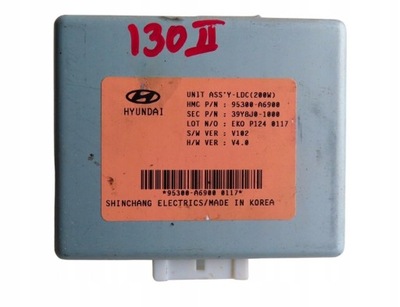 130 II
HYUNDAI
UNIT ASS'Y-LDC(200W)
HMC P/N : 95300-A6900
SEC P/N : 39Y8J0-1000
LOT N/O : EKO P124 0117
S/W VER : V102
H/W VER : V4.0
*95300-A6900 0117*
SHINCHANG ELECTRICS/MADE IN KOREA